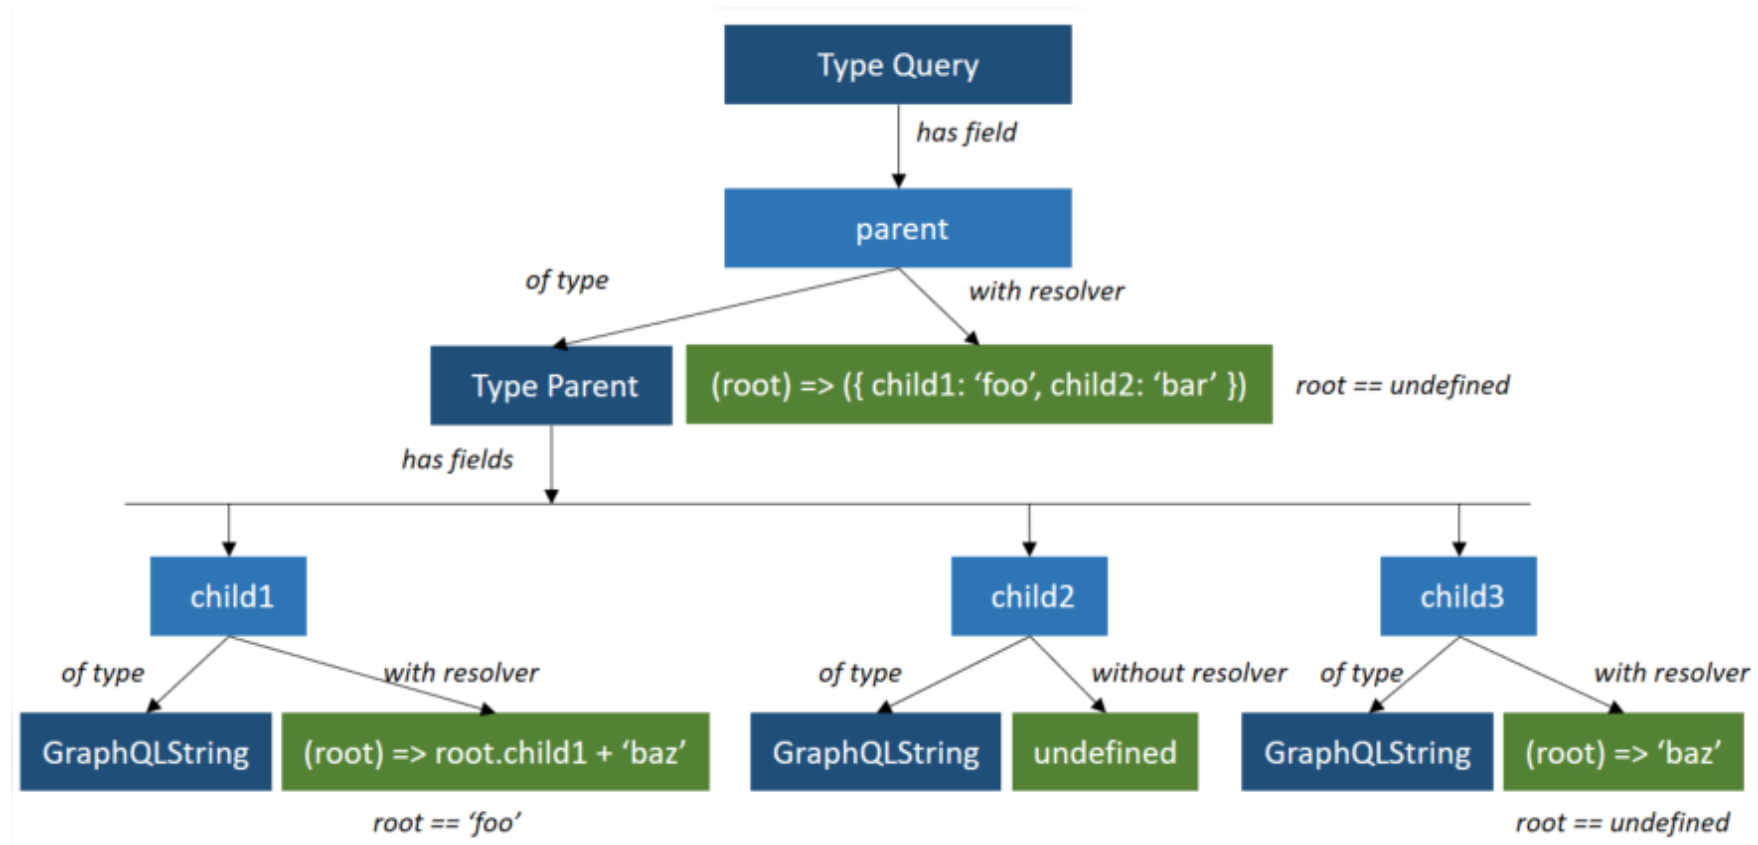 Type Query
has field
parent
of type
with resolver
Type Parent
(root) => ({ child1: ‘foo’, child2: ‘bar’ })
root == undefined
has fields
child1
child2
child3
of type
with resolver
of type
without resolver
of type
with resolver
GraphQLString
(root) => root.child1 + ‘baz’
GraphQLString
undefined
GraphQLString
(root) => ‘baz’
root == ‘foo’
root == undefined